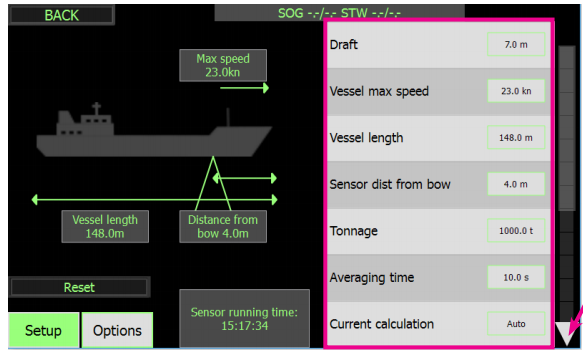 BACK
SOG -.-/-.- STW -.-/-.-
Max speed
23.0kn
Vessel length
148.0m
Distance from
bow 4.0m
Reset
Setup
Options
Sensor running time:
15:17:34
Draft 7.0 m
Vessel max speed 23.0 kn
Vessel length 148.0 m
Sensor dist from bow 4.0 m
Tonnage 1000.0 t
Averaging time 10.0 s
Current calculation Auto